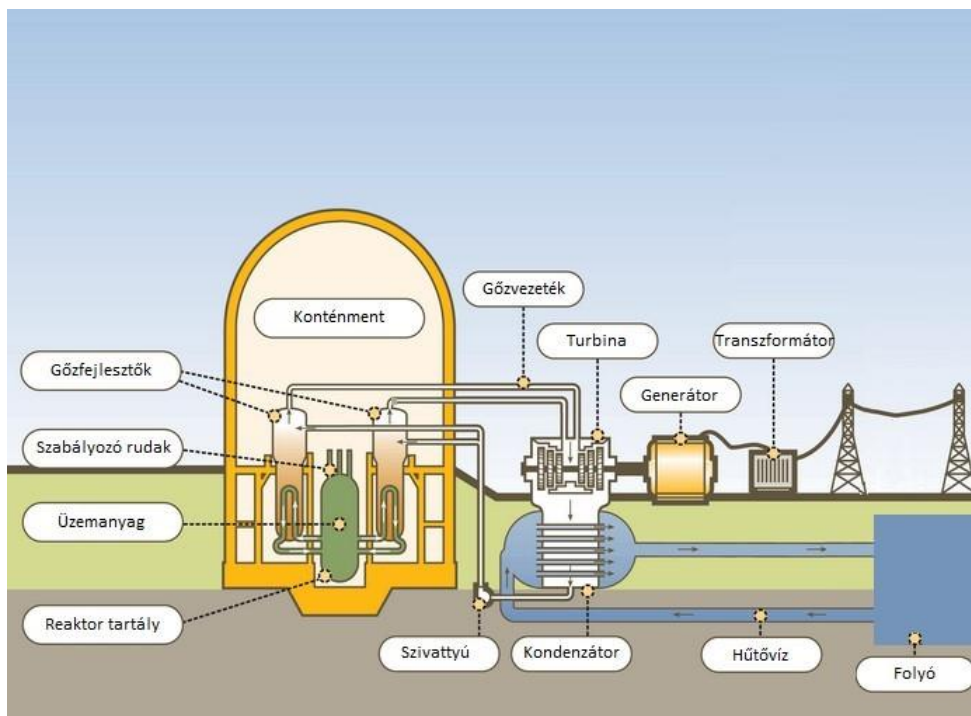 Gőzvezeték
Konténment
Turbina
Transzformátor
Gőzfejlesztők
Generátor
Szabályozó rudak
Üzemanyag
Reaktor tartály
Szivattyú
Kondenzátor
Hűtővíz
Folyó